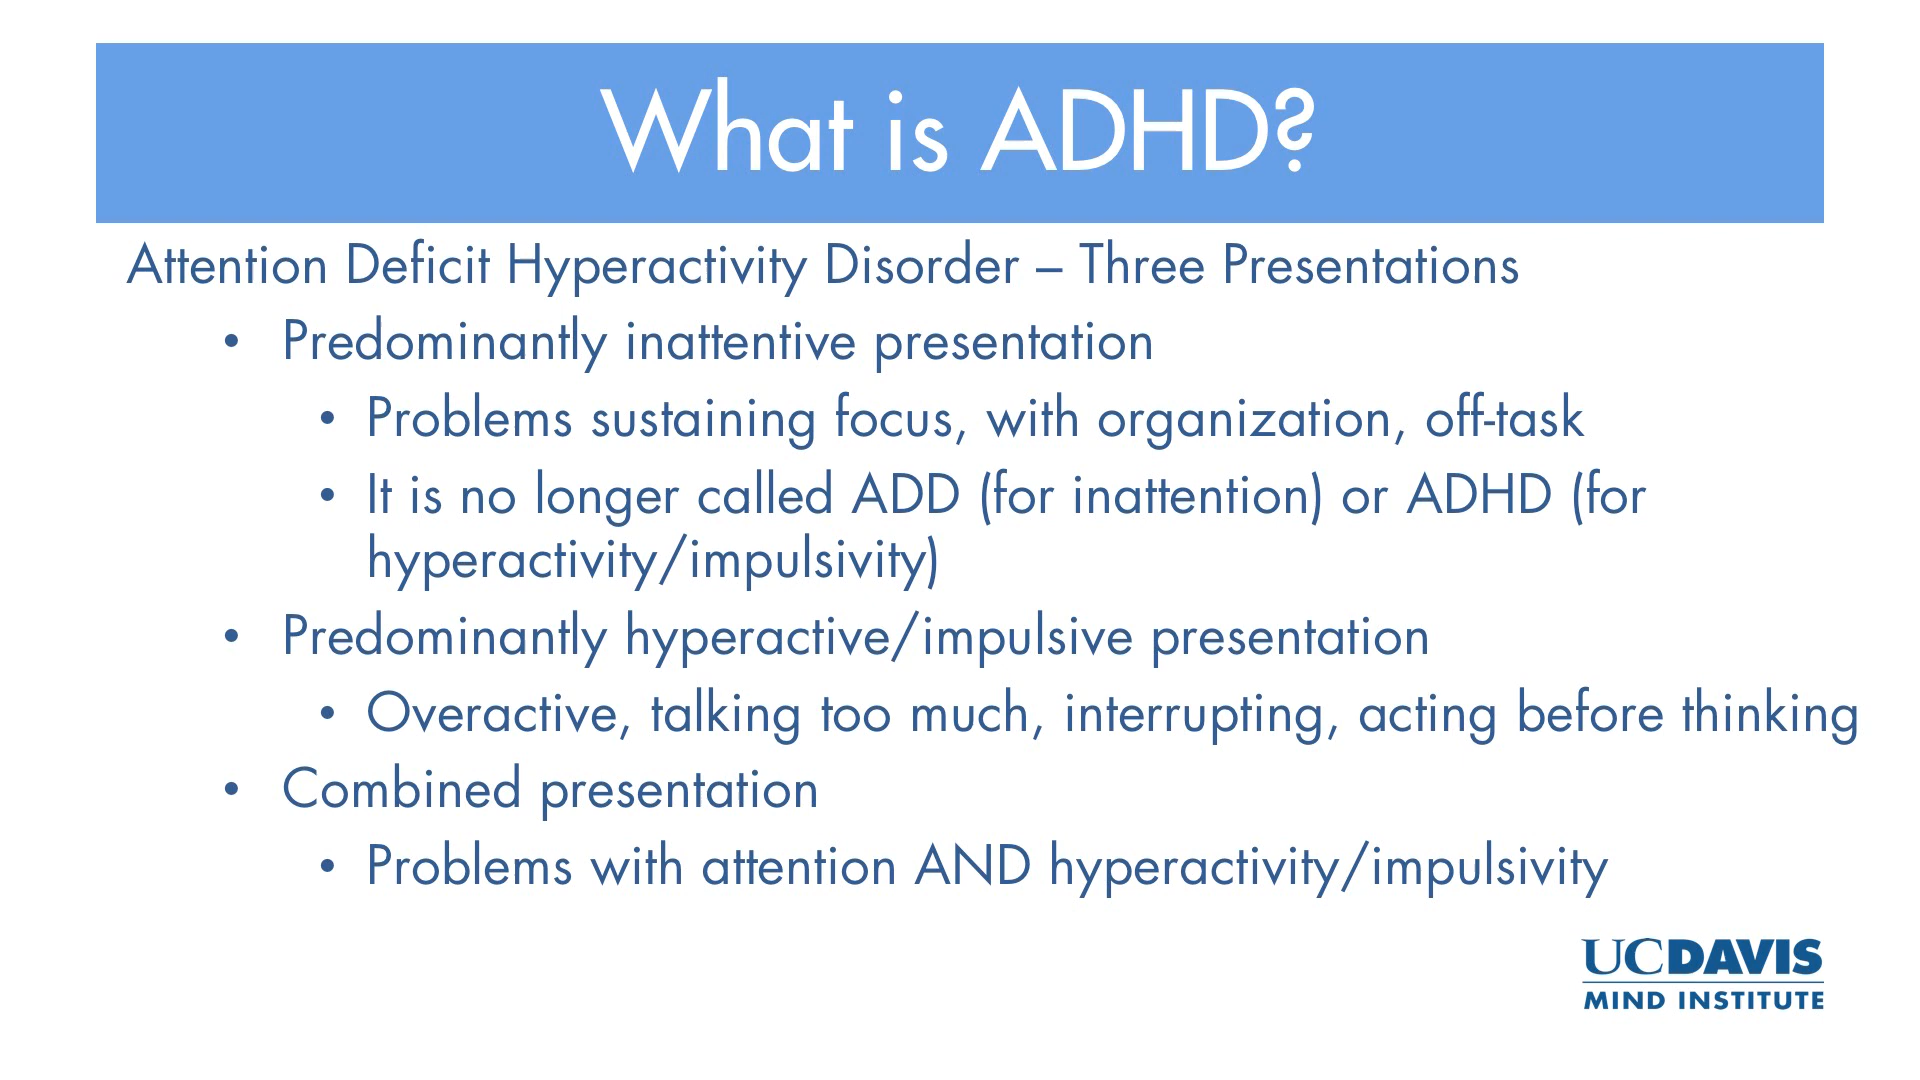 What is ADHD?
Attention Deficit Hyperactivity Disorder – Three Presentations
• Predominantly inattentive presentation
• Problems sustaining focus, with organization, off-task
• It is no longer called ADD (for inattention) or ADHD (for
hyperactivity/impulsivity)
• Predominantly hyperactive/impulsive presentation
• Overactive, talking too much, interrupting, acting before thinking
• Combined presentation
• Problems with attention AND hyperactivity/impulsivity
UCDAVIS
MIND INSTITUTE